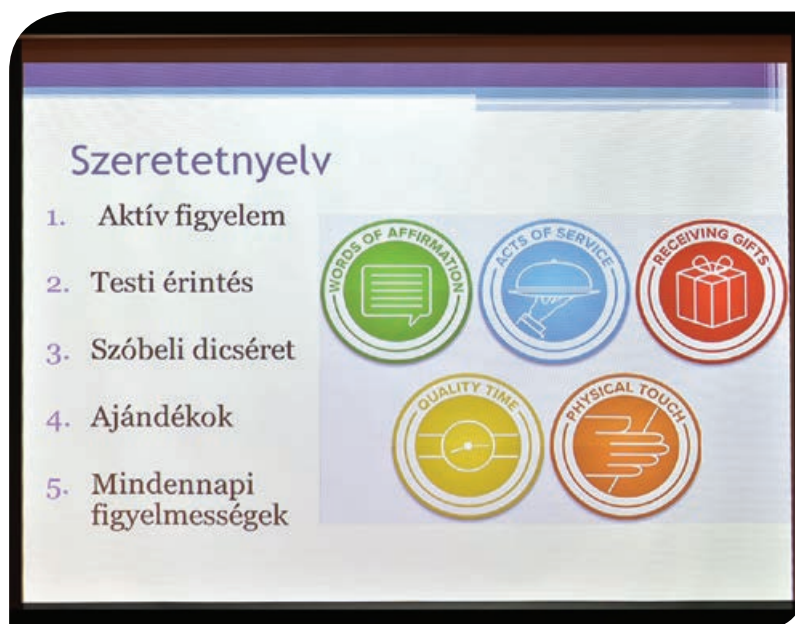 Szeretetnyelv
1. Aktív figyelem
2. Testi érintés
3. Szóbeli dicséret
4. Ajándékok
5. Mindennapi
figyelmességek
WORDS OF AFFIRMATION
ACTS OF SERVICE
RECEIVING GIFTS
QUALITY TIME
PHYSICAL TOUCH